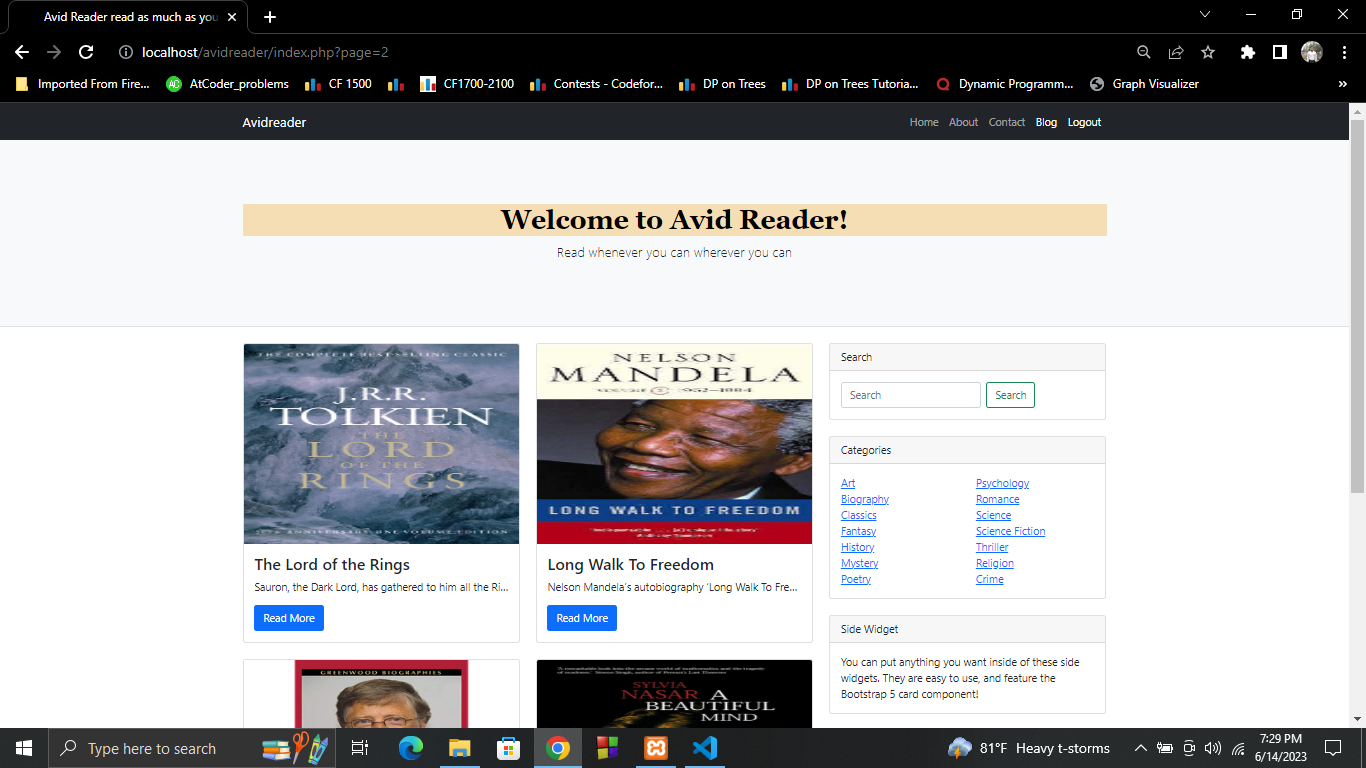 Avid Reader read as much as you
localhost/avidreader/index.php?page=2
Imported From Fire... AtCoder_problems CF 1500 CF1700-2100 Contests - Codefor... DP on Trees DP on Trees Tutoria... Dynamic Programm... Graph Visualizer »
Avidreader Home About Contact Blog Logout
Welcome to Avid Reader!
Read whenever you can wherever you can
THE COMPLETE BEST-SELLING CLASSIC
J.R.R.
TOLKIEN
THE
LORD
OF THE
RINGS
ANNIVERSARY ONE-VOLUME EDITION
The Lord of the Rings
Sauron, the Dark Lord, has gathered to him all the Ri...
Read More
NELSON
MANDELA
LONG WALK TO FREEDOM
Long Walk To Freedom
Nelson Mandela's autobiography 'Long Walk To Fre...
Read More
Search
Search Search
Categories
Art Psychology
Biography Romance
Classics Science
Fantasy Science Fiction
History Thriller
Mystery Religion
Poetry Crime
Side Widget
You can put anything you want inside of these side
widgets. They are easy to use, and feature the
Bootstrap 5 card component!
GREENWOOD BIOGRAPHIES
SYLVIA
NASAR A
BEAUTIFUL
MIND
Type here to search
81°F Heavy t-storms
7:29 PM
6/14/2023